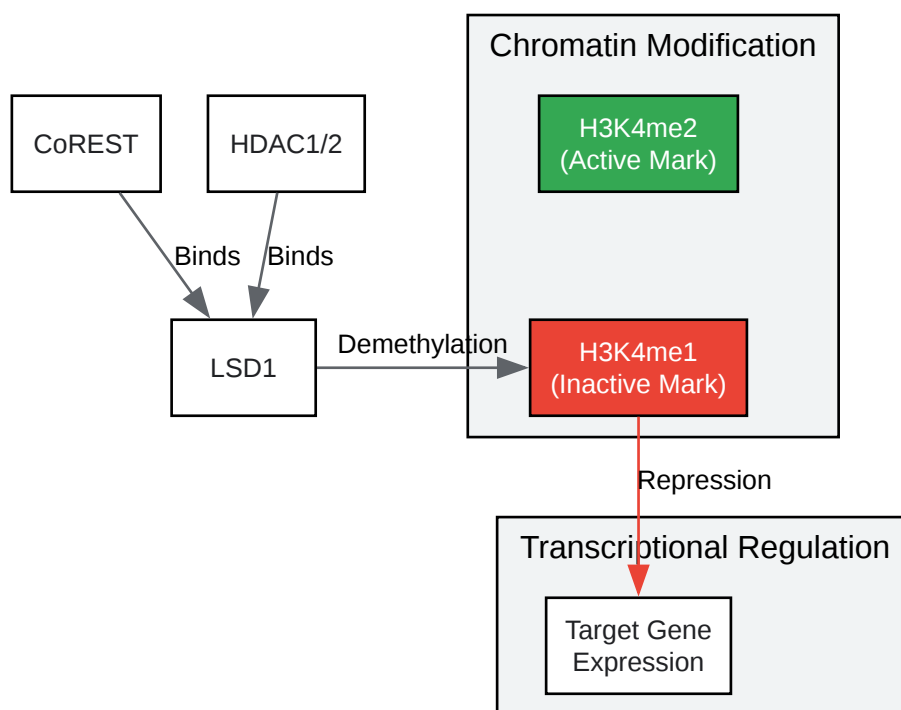 Chromatin Modification
CoREST
HDAC1/2
H3K4me2
(Active Mark)
Binds
Binds
LSD1
Demethylation
H3K4me1
(Inactive Mark)
Repression
Transcriptional Regulation
Target Gene
Expression